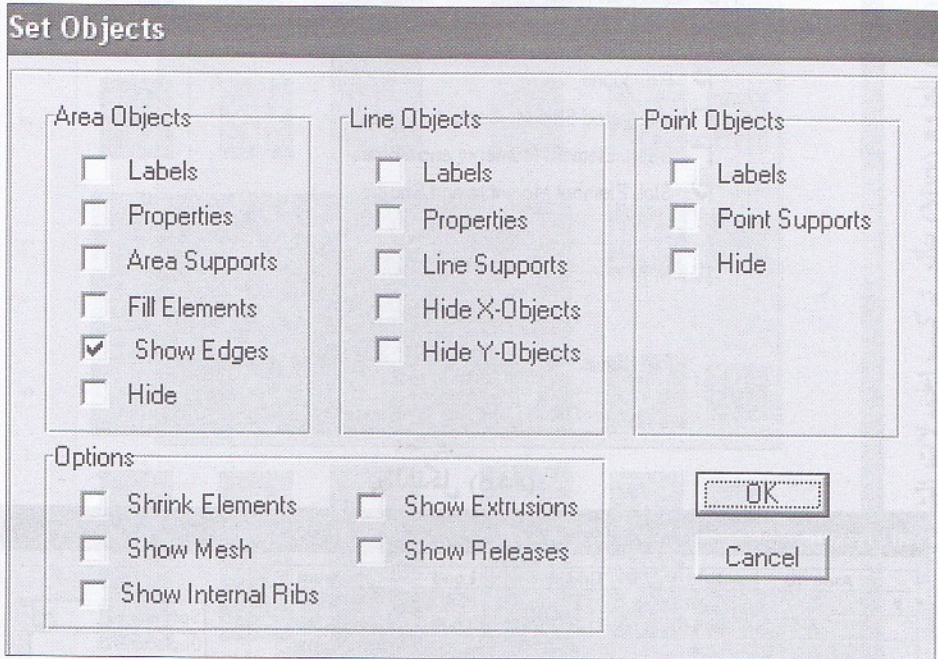 Set Objects
Area Objects
Labels
Properties
Area Supports
Fill Elements
Show Edges
Hide
Line Objects
Labels
Properties
Line Supports
Hide X-Objects
Hide Y-Objects
Point Objects
Labels
Point Supports
Hide
Options
Shrink Elements
Show Mesh
Show Internal Ribs
Show Extrusions
Show Releases
OK
Cancel